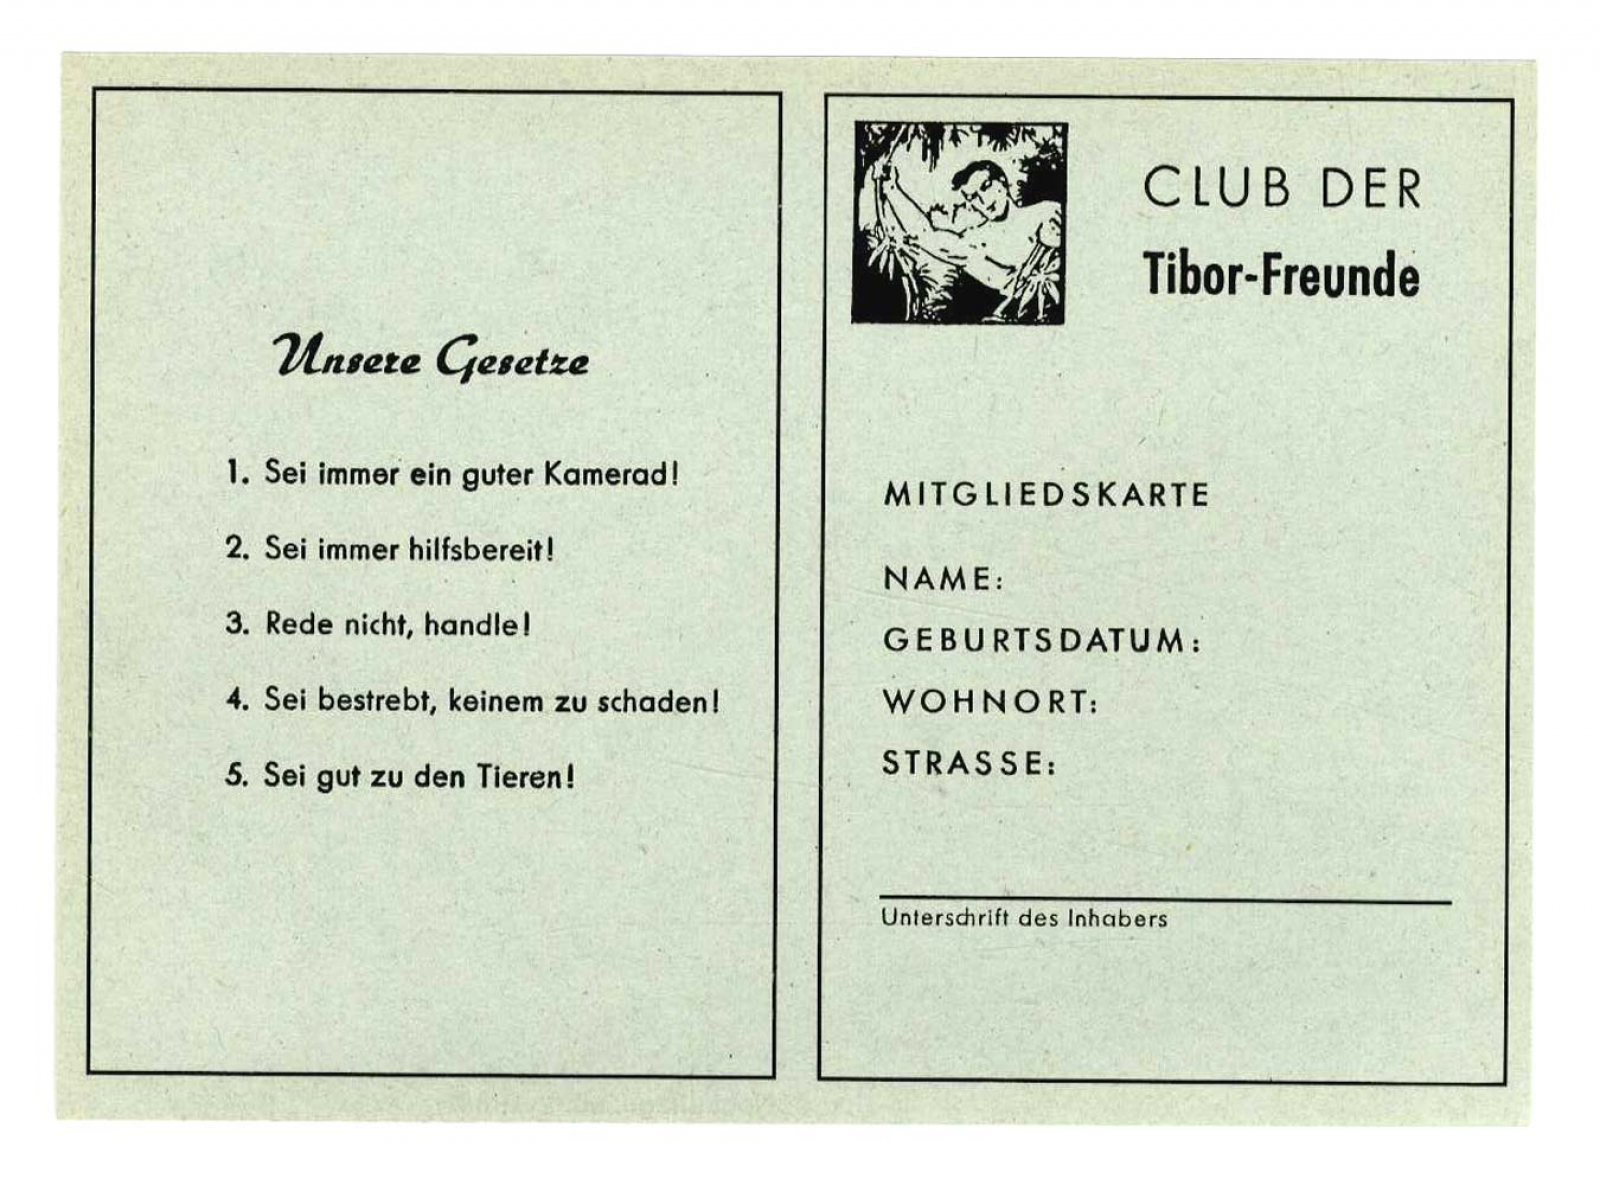 Unsere Gesetze
1. Sei immer ein guter Kamerad!
2. Sei immer hilfsbereit!
3. Rede nicht, handle!
4. Sei bestrebt, keinem zu schaden!
5. Sei gut zu den Tieren!
CLUB DER
Tibor-Freunde
MITGLIEDSKARTE
NAME:
GEBURTSDATUM:
WOHNORT:
STRASSE:
Unterschrift des Inhabers